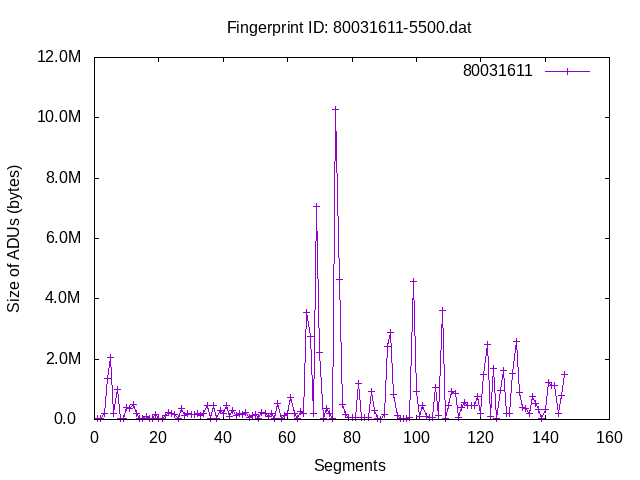 Fingerprint ID: 80031611-5500.dat
80031611
Size of ADUs (bytes)
12.0M
10.0M
8.0M
6.0M
4.0M
2.0M
0.0
0 20 40 60 80 100 120 140 160
Segments